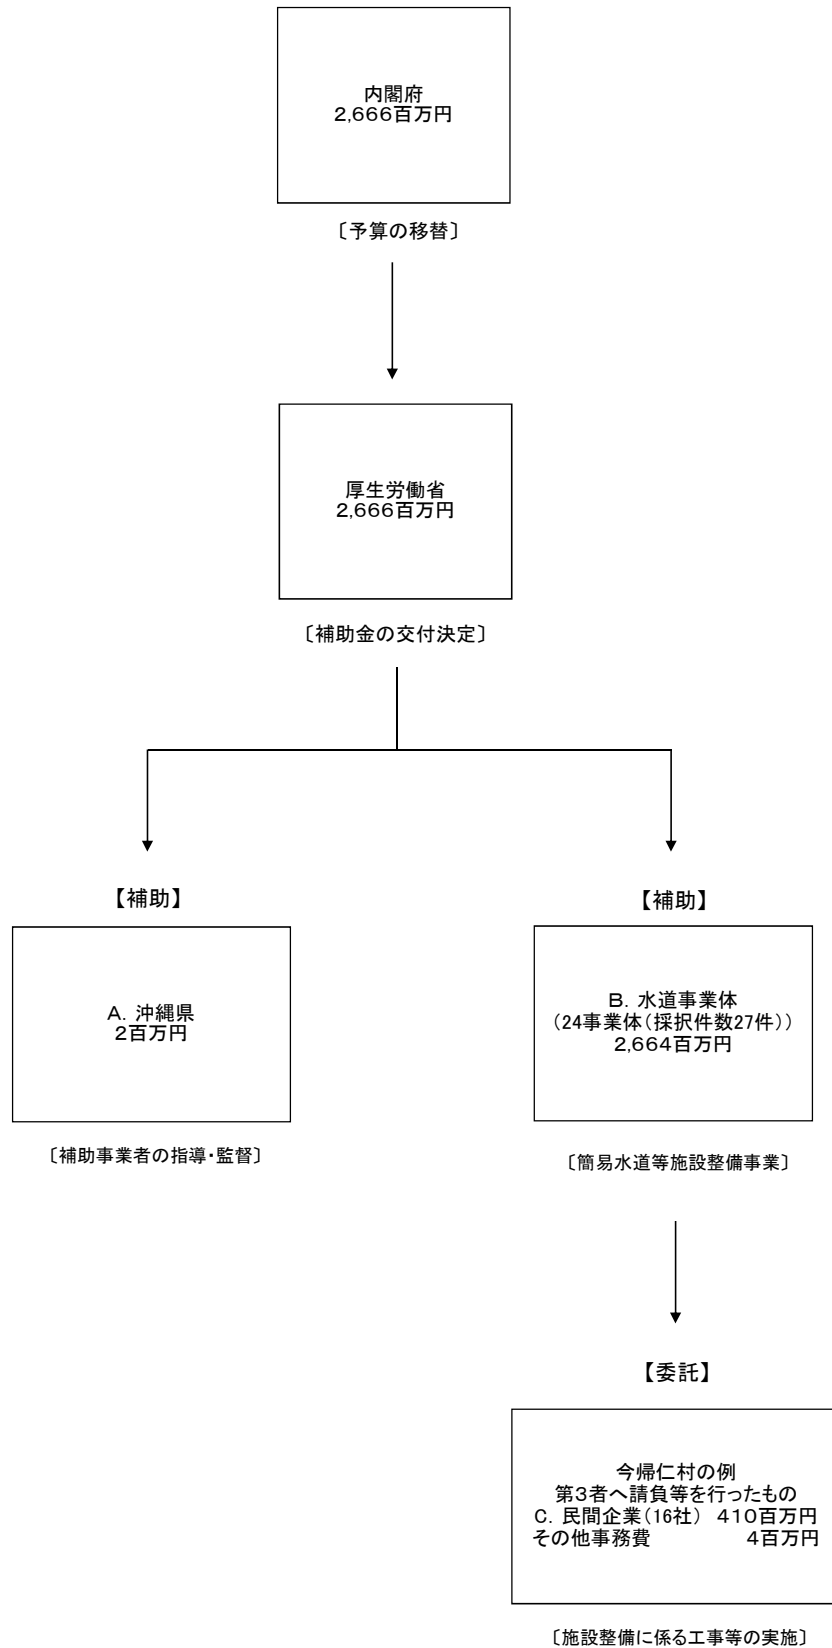 内閣府
2,666百万円
〔予算の移替〕
厚生労働省
2,666百万円
〔補助金の交付決定〕
【補助】
A. 沖縄県
2百万円
〔補助事業者の指導・監督〕
【補助】
B. 水道事業体
（24事業体（採択件数27件））
2,664百万円
〔簡易水道等施設整備事業〕
【委託】
今帰仁村の例
第3者へ請負等を行ったもの
C. 民間企業（16社） 410百万円
その他事務費 4百万円
〔施設整備に係る工事等の実施〕